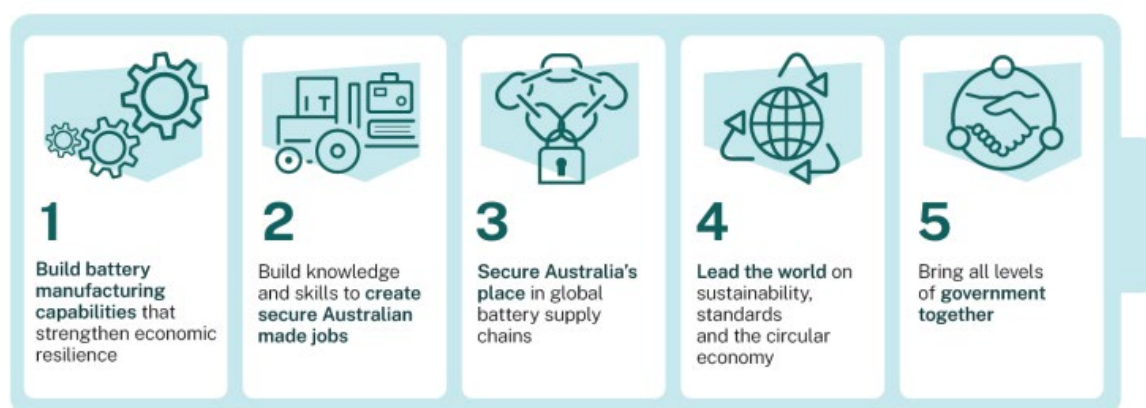 1
Build battery
manufacturing
capabilities that
strengthen economic
resilience
I T
2
Build knowledge
and skills to create
secure Australian
made jobs
3
Secure Australia's
place in global
battery supply
chains
4
Lead the world on
sustainability,
standards
and the circular
economy
5
Bring all levels
of government
together